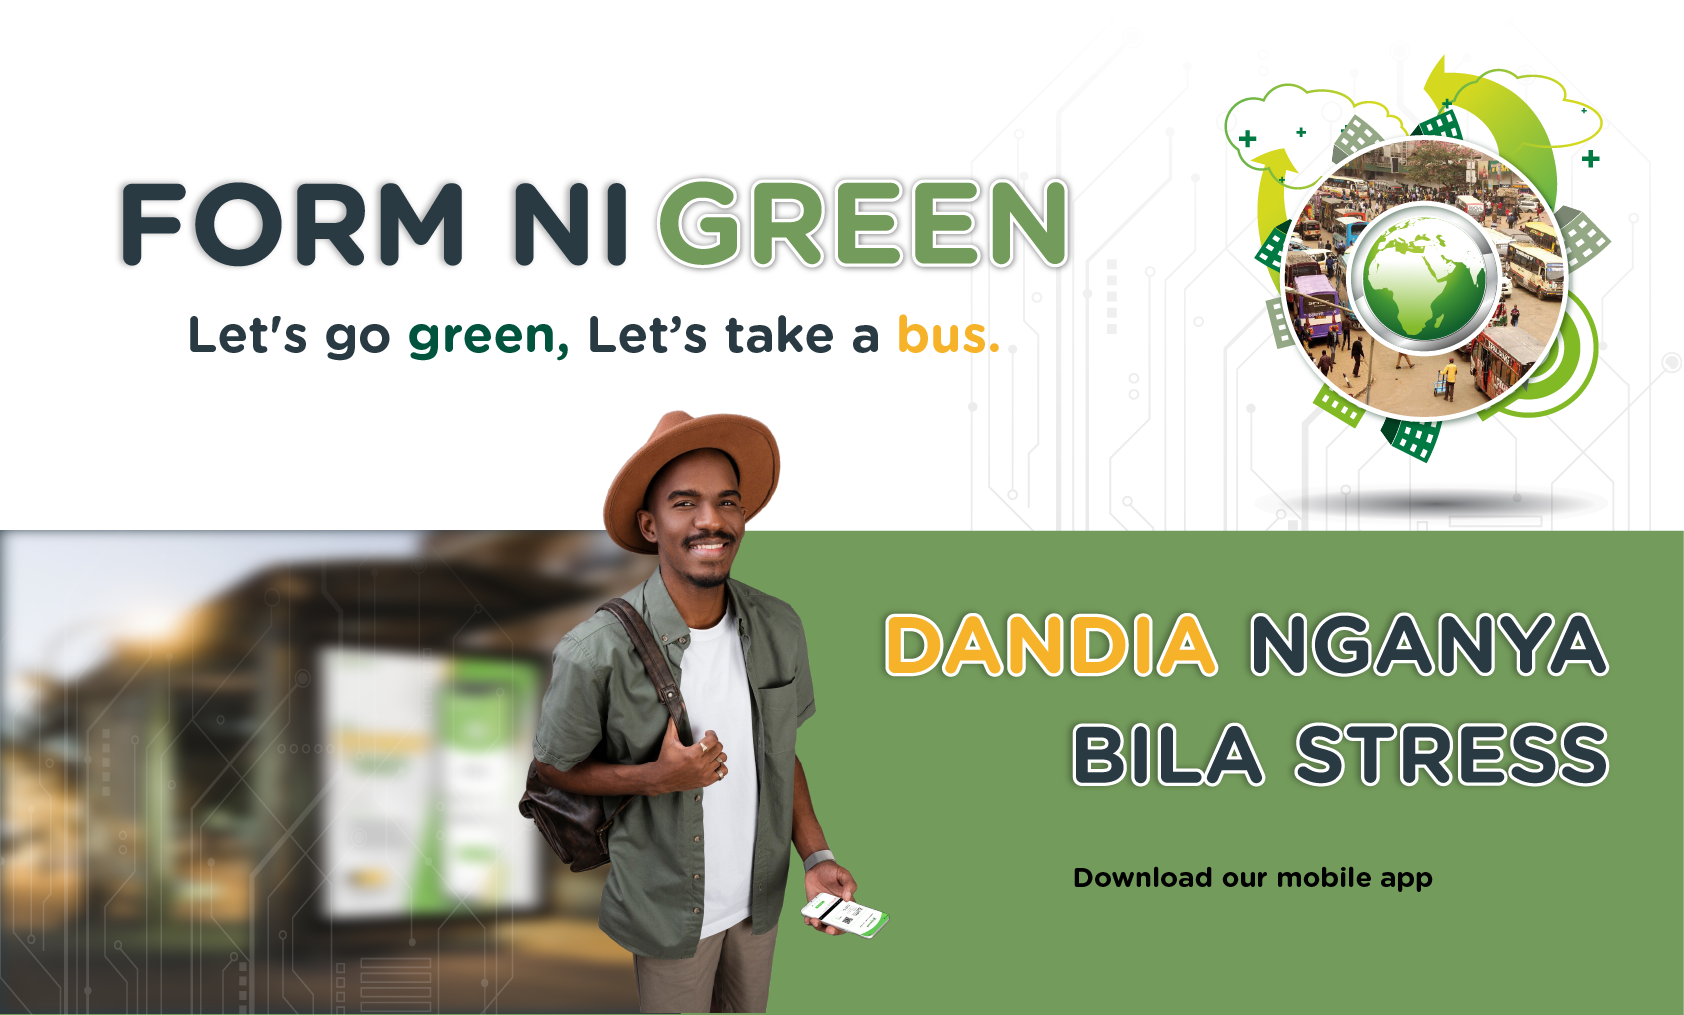 FORM NI GREEN
Let's go green, Let’s take a bus.
DANDIA NGANYA
BILA STRESS
Download our mobile app